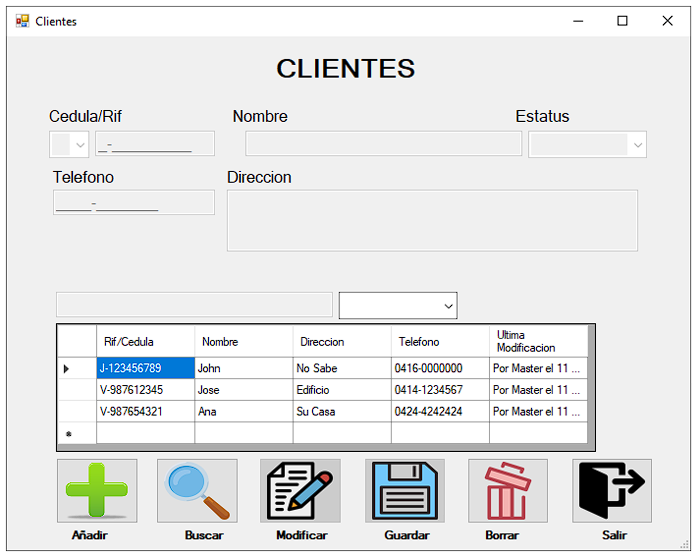 Clientes
CLIENTES
Cedula/Rif Nombre Estatus
_-__________
Telefono Direccion
____-_______
Rif/Cedula Nombre Direccion Telefono Ultima Modificacion
J-123456789 John No Sabe 0416-0000000 Por Master el 11 ...
V-987612345 Jose Edificio 0414-1234567 Por Master el 11 ...
V-987654321 Ana Su Casa 0424-4242424 Por Master el 11 ...
Añadir Buscar Modificar Guardar Borrar Salir